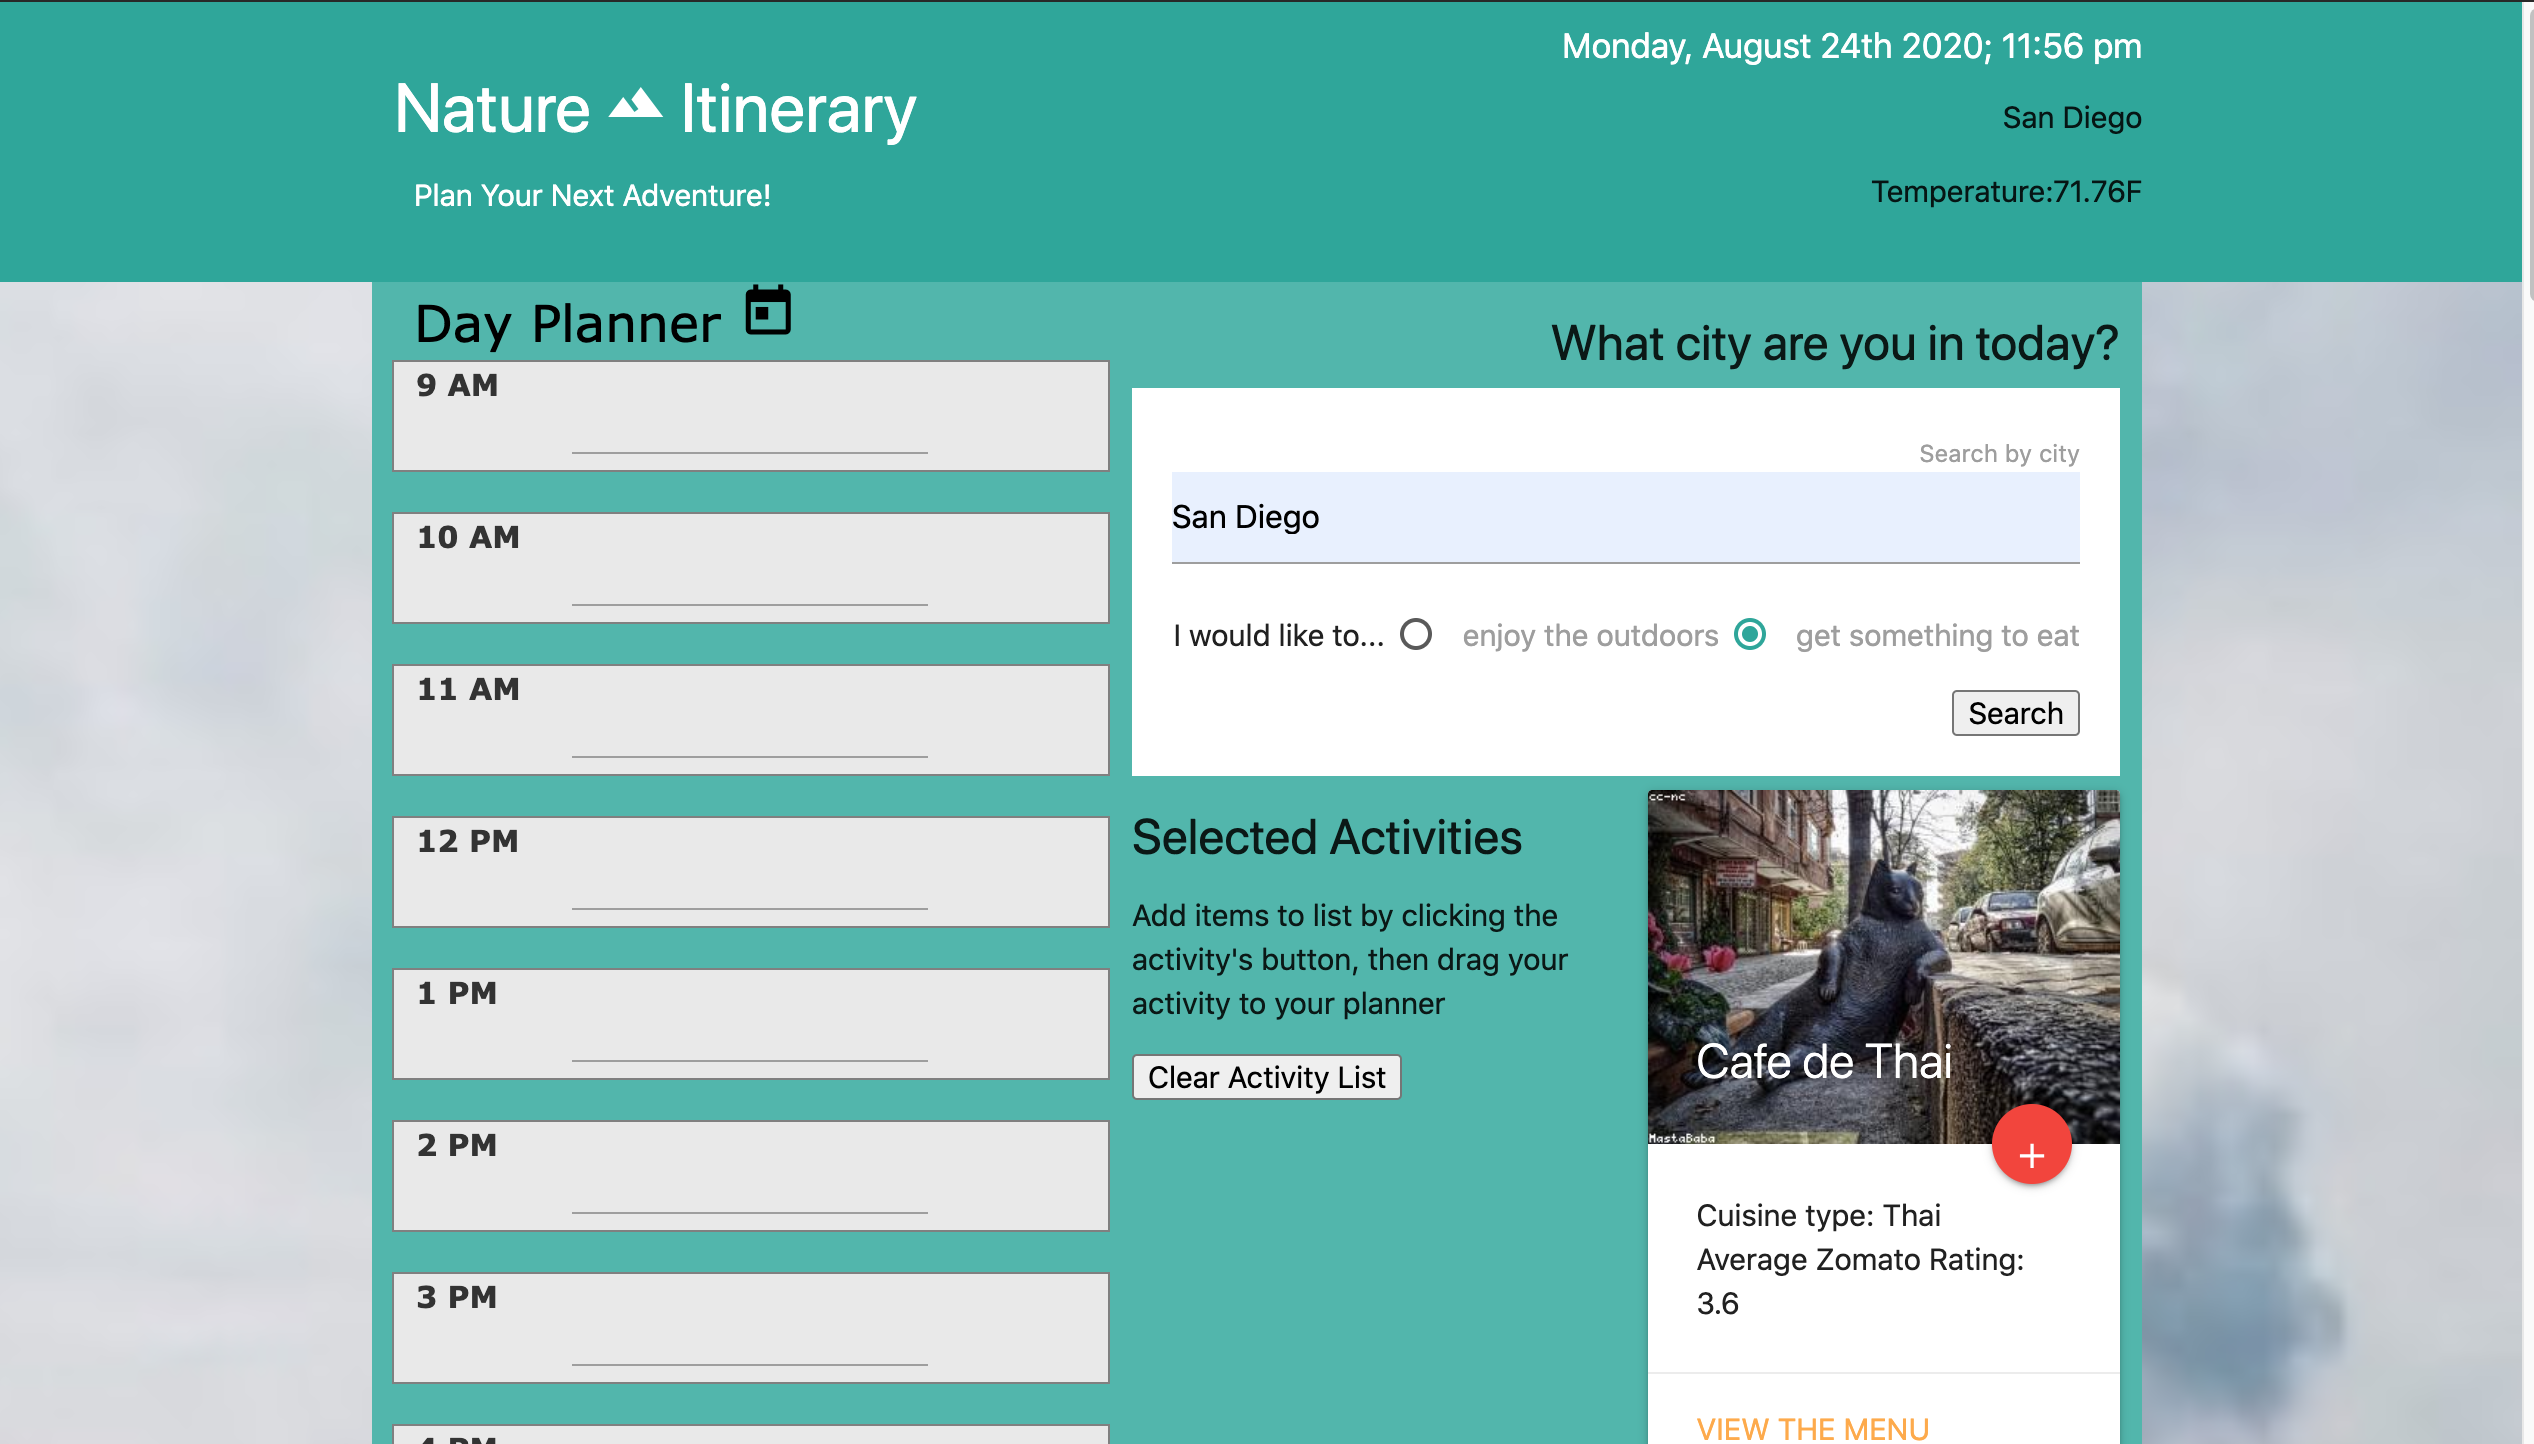 Monday, August 24th 2020; 11:56 pm
Nature Itinerary
San Diego
Plan Your Next Adventure!
Temperature:71.76F
Day Planner
9 AM
10 AM
11 AM
12 PM
1 PM
2 PM
3 PM
4 PM
What city are you in today?
Search by city
San Diego
I would like to... enjoy the outdoors get something to eat
Search
Selected Activities
Add items to list by clicking the
activity's button, then drag your
activity to your planner
Clear Activity List
cc-nc
Cafe de Thai
MastaBaba
+
Cuisine type: Thai
Average Zomato Rating:
3.6
VIEW THE MENU